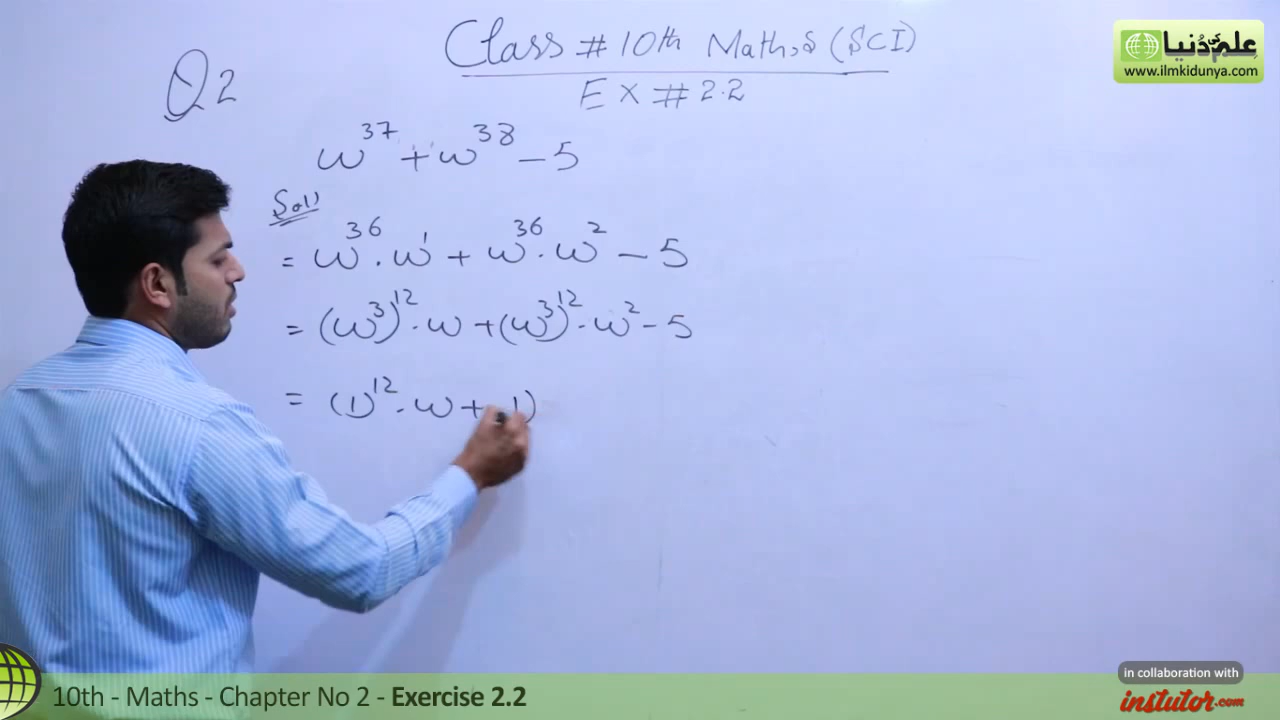 Class # 10th Maths (SCI)
علم کی دُنیا
www.ilmkidunya.com
Q2
EX # 2.2
ω³⁷ + ω³⁸ - 5
Sol
= ω³⁶ . ω¹ + ω³⁶ . ω² - 5
= (ω³)¹² . ω + (ω³)¹² . ω² - 5
= (1)¹² . ω + 1)
in collaboration with
instutor.com
10th - Maths - Chapter No 2 - Exercise 2.2